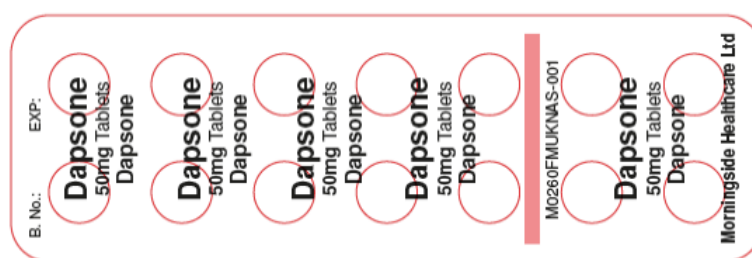 B. No.: EXP:
Dapsone
50mg Tablets
Dapsone
Dapsone
50mg Tablets
Dapsone
Dapsone
50mg Tablets
Dapsone
Dapsone
50mg Tablets
Dapsone
M0260FMUKNAS-001
Dapsone
50mg Tablets
Dapsone
Morningside Healthcare Ltd